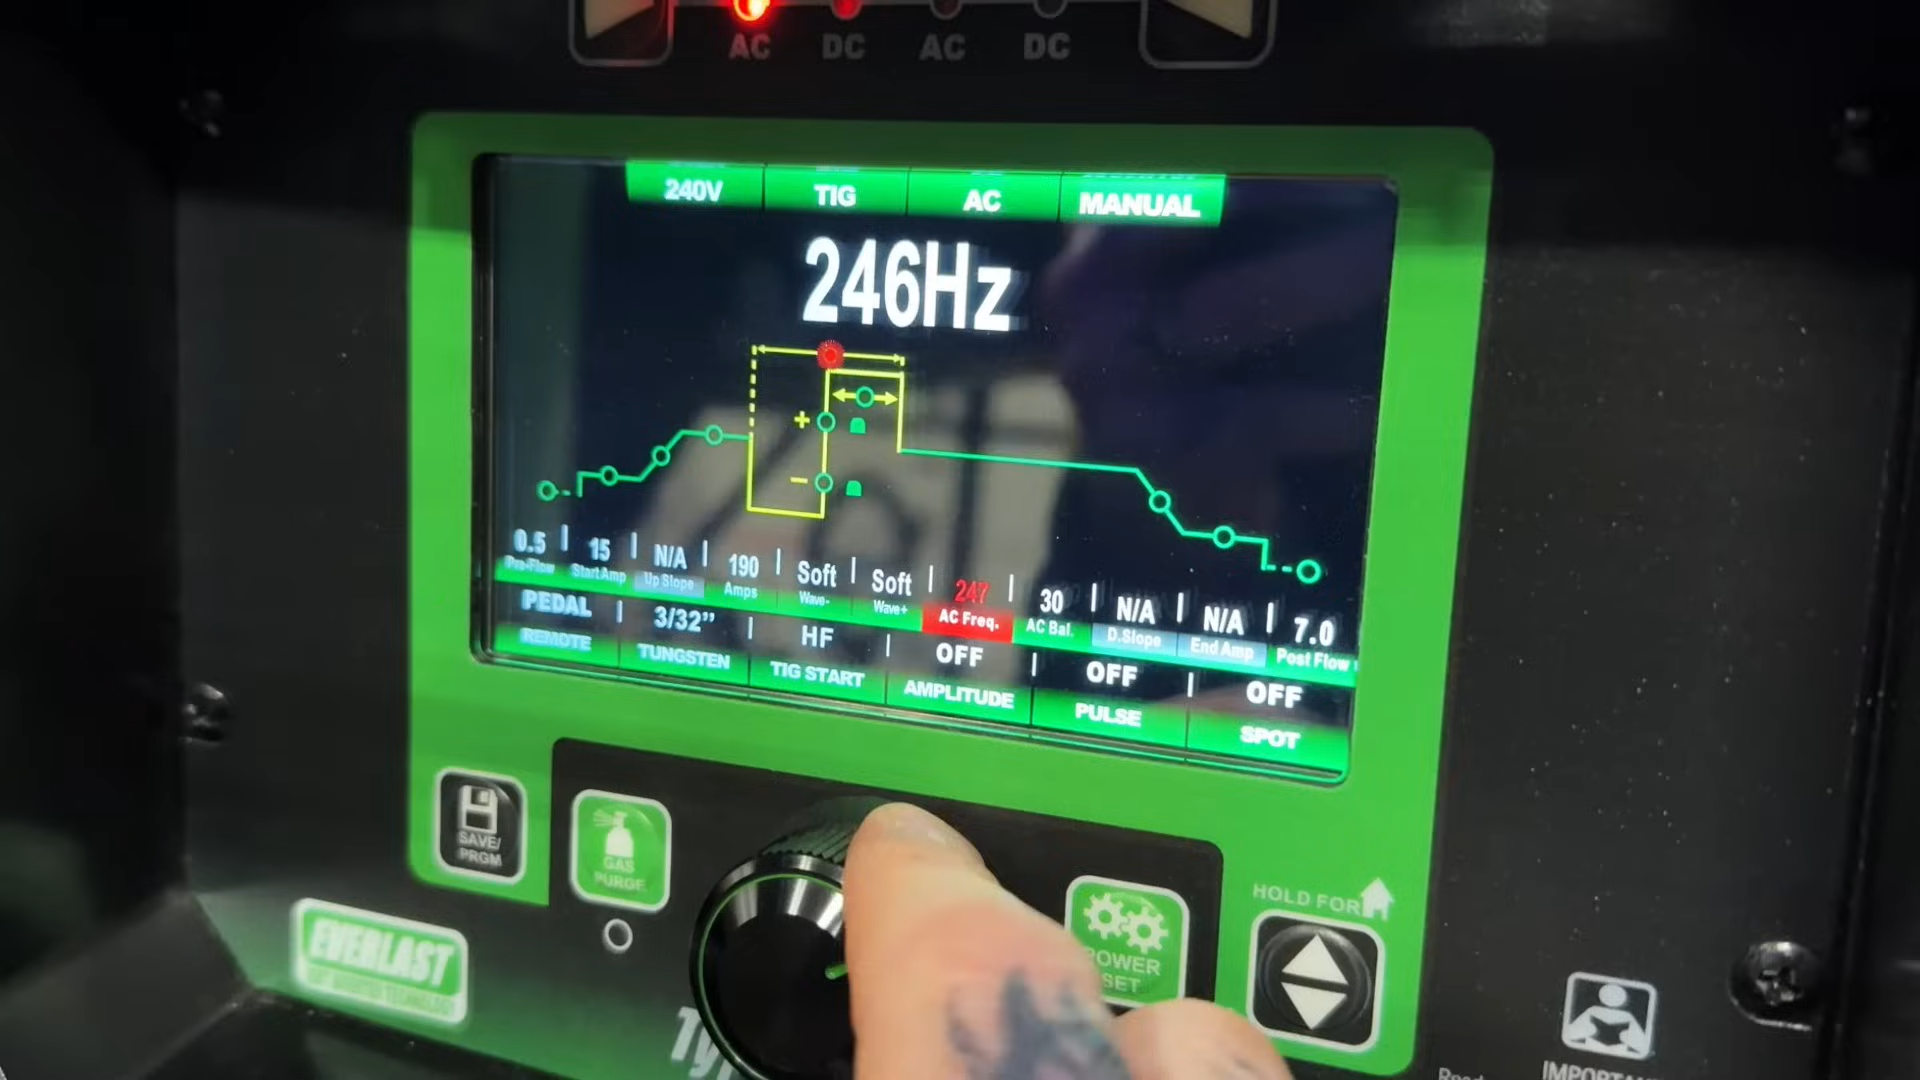 AC DC AC DC
240V TIG AC MANUAL
246Hz
+
−
0.5 15 N/A 190 Soft Soft 247 30 N/A N/A 7.0
Pre-Flow Start Amp Up Slope Amps Wave- Wave+ AC Freq. AC Bal. D.Slope End Amp Post Flow
PEDAL 3/32” HF OFF OFF OFF
REMOTE TUNGSTEN TIG START AMPLITUDE PULSE SPOT
SAVE/
PRGM
GAS
PURGE
POWER
SET
HOLD FOR
EVERLAST
Ty
IMPORTA